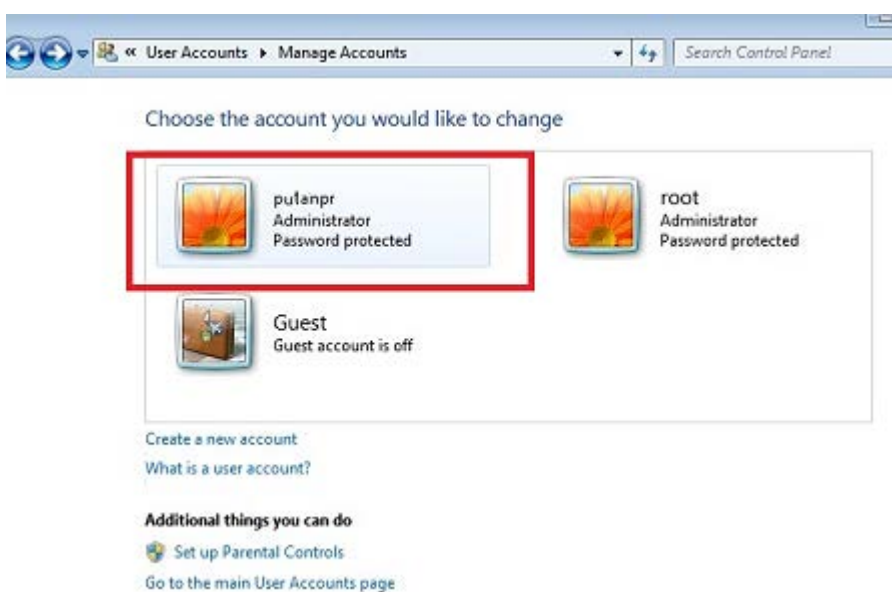 « User Accounts ▸ Manage Accounts
Search Control Panel
Choose the account you would like to change
pulanpr
Administrator
Password protected
root
Administrator
Password protected
Guest
Guest account is off
Create a new account
What is a user account?
Additional things you can do
Set up Parental Controls
Go to the main User Accounts page